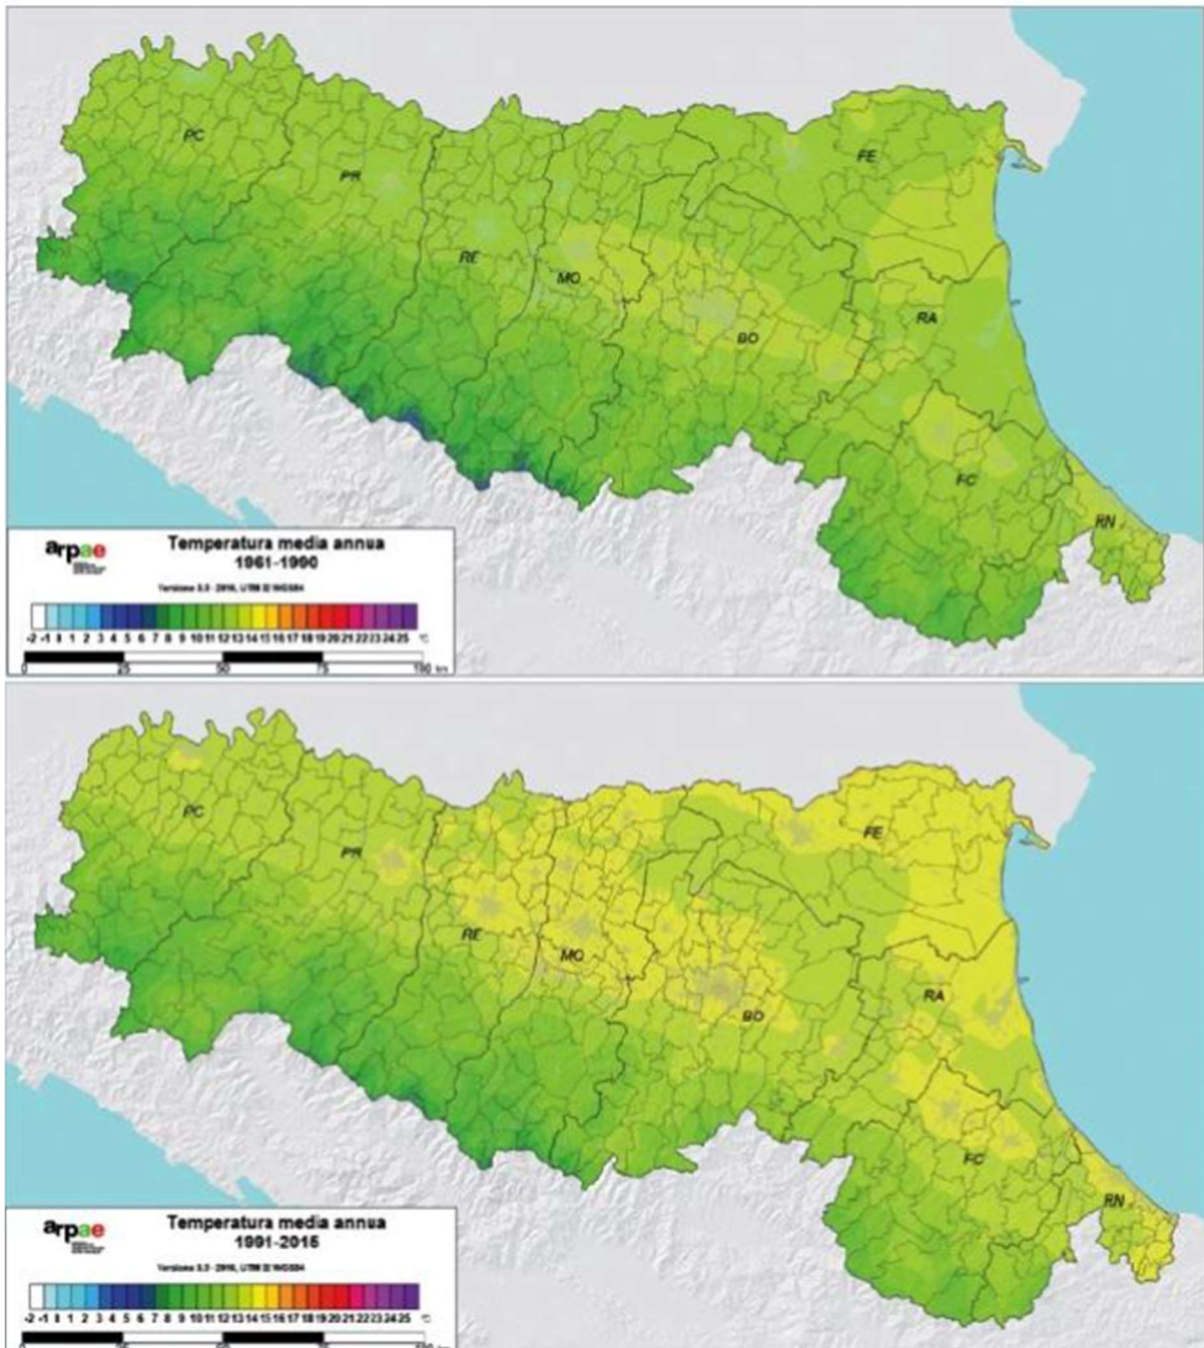 PC
PR
RE
MO
BO
FE
RA
FC
RN
arpae
Temperatura media annua
1961-1990
-2 -1 0 1 2 3 4 5 6 7 8 9 10 11 12 13 14 15 16 17 18 19 20 21 22 23 24 25 °C
0 25 50 75 100 km
PC
PR
RE
MO
BO
FE
RA
FC
RN
arpae
Temperatura media annua
1991-2015
-2 -1 0 1 2 3 4 5 6 7 8 9 10 11 12 13 14 15 16 17 18 19 20 21 22 23 24 25 °C